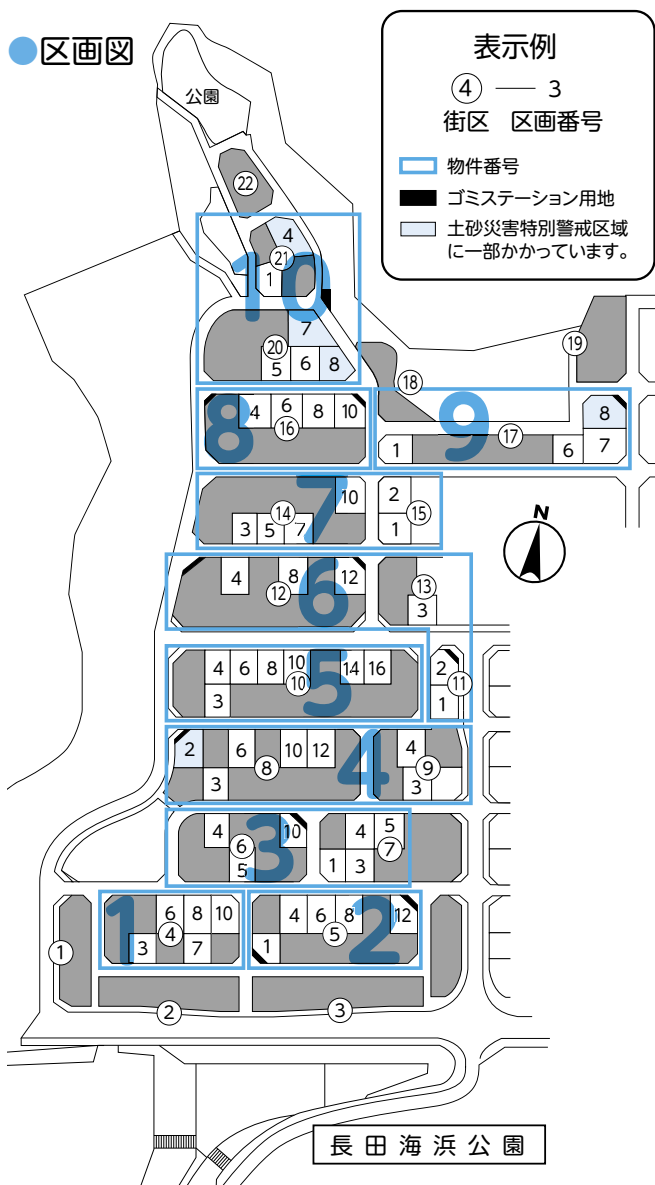 ●区画図
表示例
④ — 3
街区 区画番号
物件番号
ゴミステーション用地
土砂災害特別警戒区域
に一部かかっています。
公園
㉒
10
4
㉑
1
7
⑳
5 6 8
⑲
⑱
8
4 6 8 10
⑯
9
8
⑰
1 6 7
7
10
⑭
3 5 7
2
⑮
1
N
6
4 8 12
⑫
⑬
3
5
4 6 8 10 14 16
⑩
3
2
⑪
1
4
2 6 10 12
⑧
3
4
⑨
3
3
4 10
⑥
5
4 5
⑦
1 3
1
6 8 10
④
3 7
2
4 6 8 12
⑤
1
①
②
③
長田海浜公園